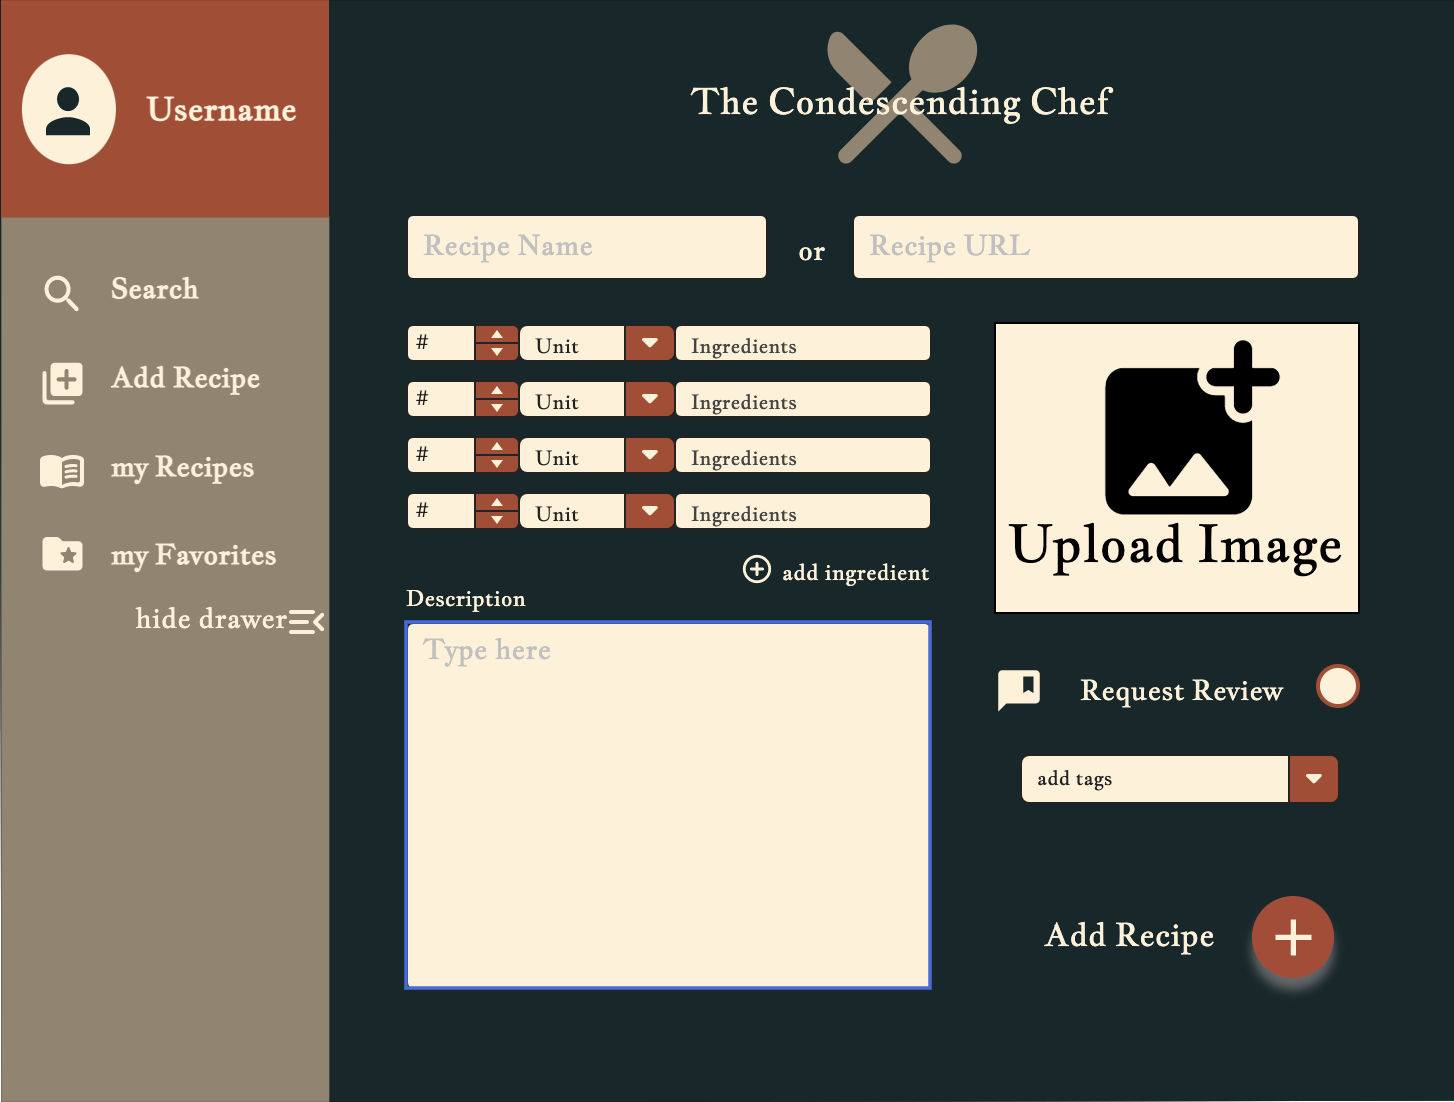 Username
Search
Add Recipe
my Recipes
my Favorites
hide drawer
The Condescending Chef
Recipe Name
or
Recipe URL
# Unit Ingredients
# Unit Ingredients
# Unit Ingredients
# Unit Ingredients
add ingredient
Description
Type here
Upload Image
Request Review
add tags
Add Recipe